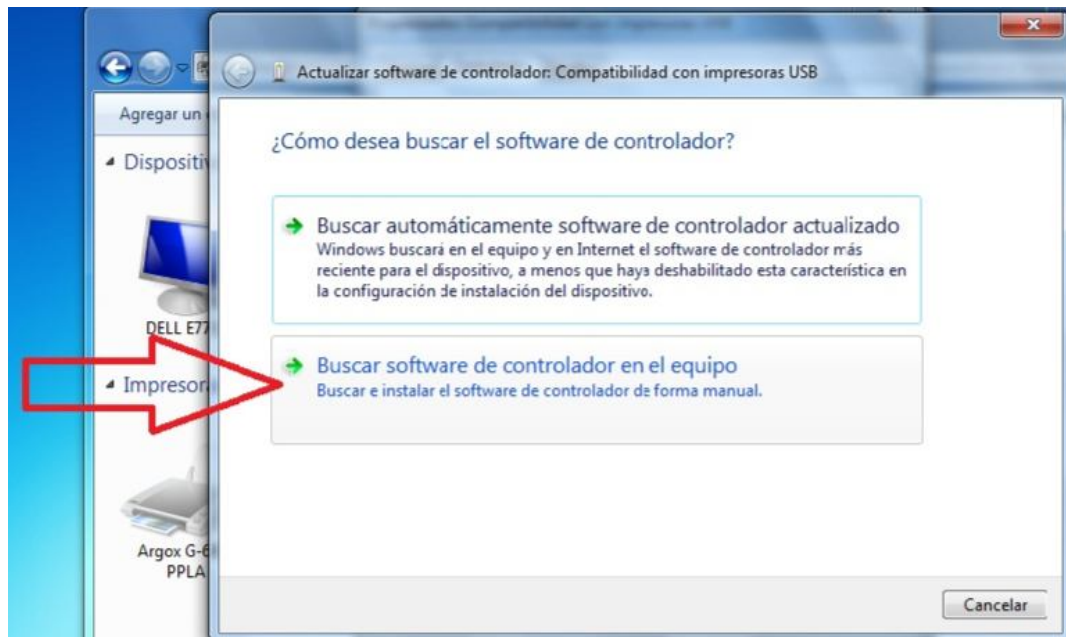 Actualizar software de controlador: Compatibilidad con impresoras USB
Agregar un
¿Cómo desea buscar el software de controlador?
Dispositiv
Buscar automáticamente software de controlador actualizado
Windows buscará en el equipo y en Internet el software de controlador más
reciente para el dispositivo, a menos que haya deshabilitado esta característica en
la configuración de instalación del dispositivo.
DELL E77
Buscar software de controlador en el equipo
Buscar e instalar el software de controlador de forma manual.
Impresor
Argox G-6
PPLA
Cancelar